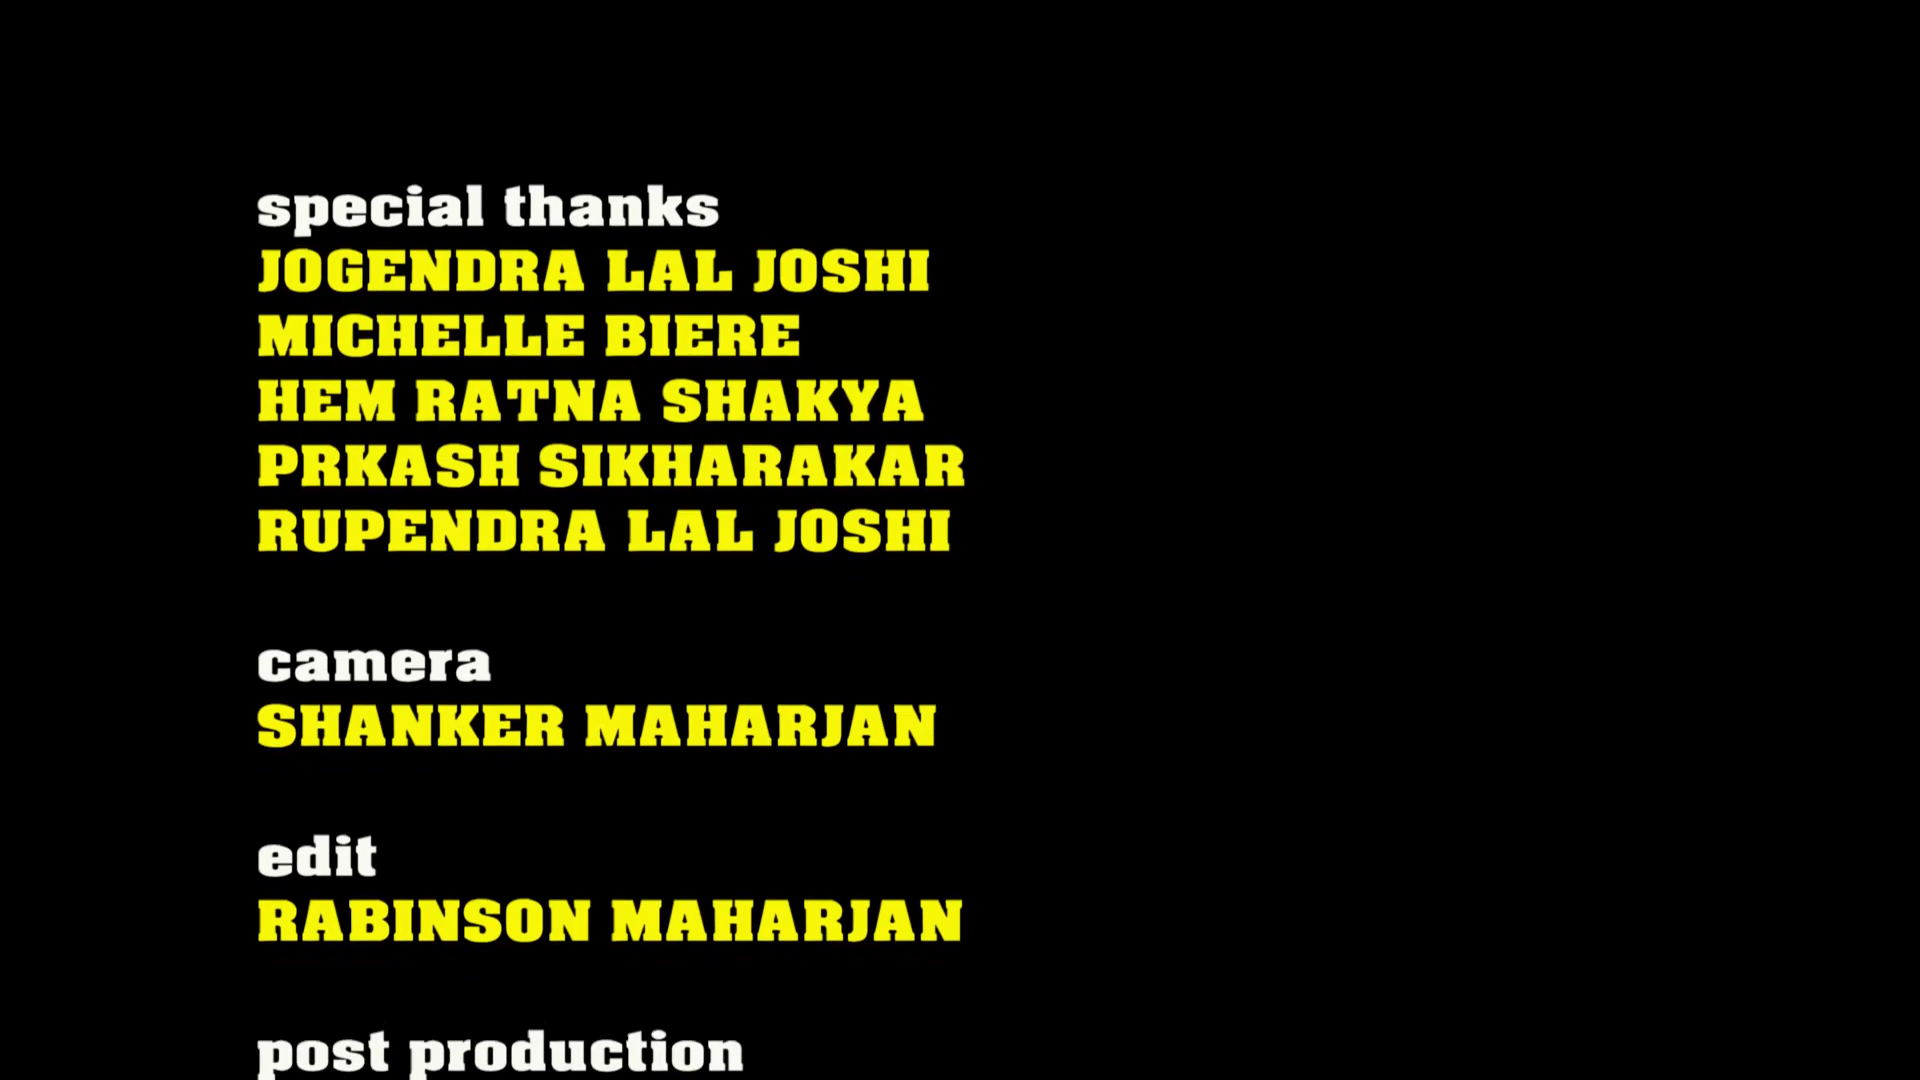 special thanks
JOGENDRA LAL JOSHI
MICHELLE BIERE
HEM RATNA SHAKYA
PRKASH SIKHARAKAR
RUPENDRA LAL JOSHI
camera
SHANKER MAHARJAN
edit
RABINSON MAHARJAN
post production